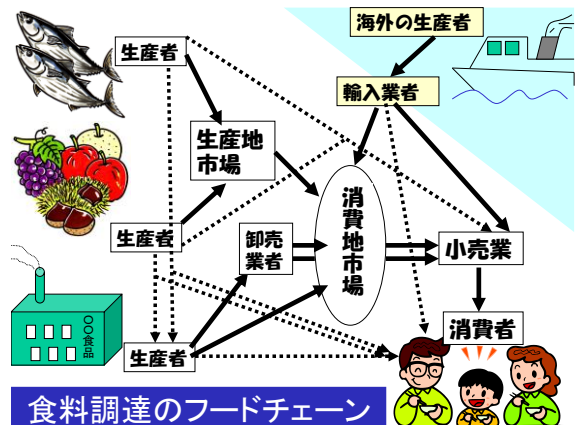 海外の生産者
生産者
輸入業者
生産地
市場
消費地市場
生産者
卸売
業者
小売業
〇〇食品
消費者
生産者
食料調達のフードチェーン